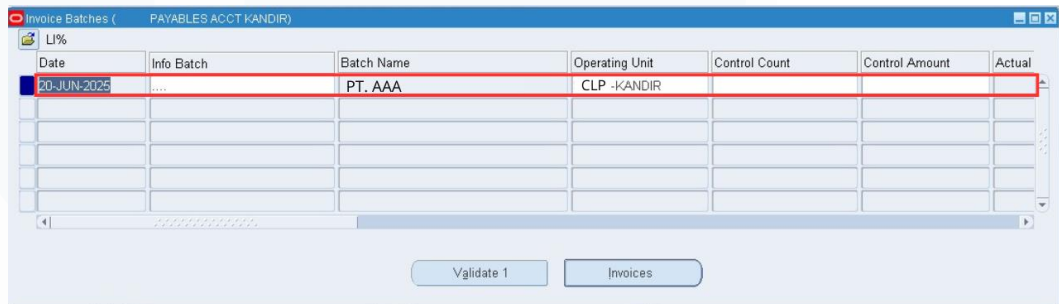 Invoice Batches ( PAYABLES ACCT KANDIR)
LI%
Date Info Batch Batch Name Operating Unit Control Count Control Amount Actual
20-JUN-2025 .... PT. AAA CLP -KANDIR
Validate 1 Invoices